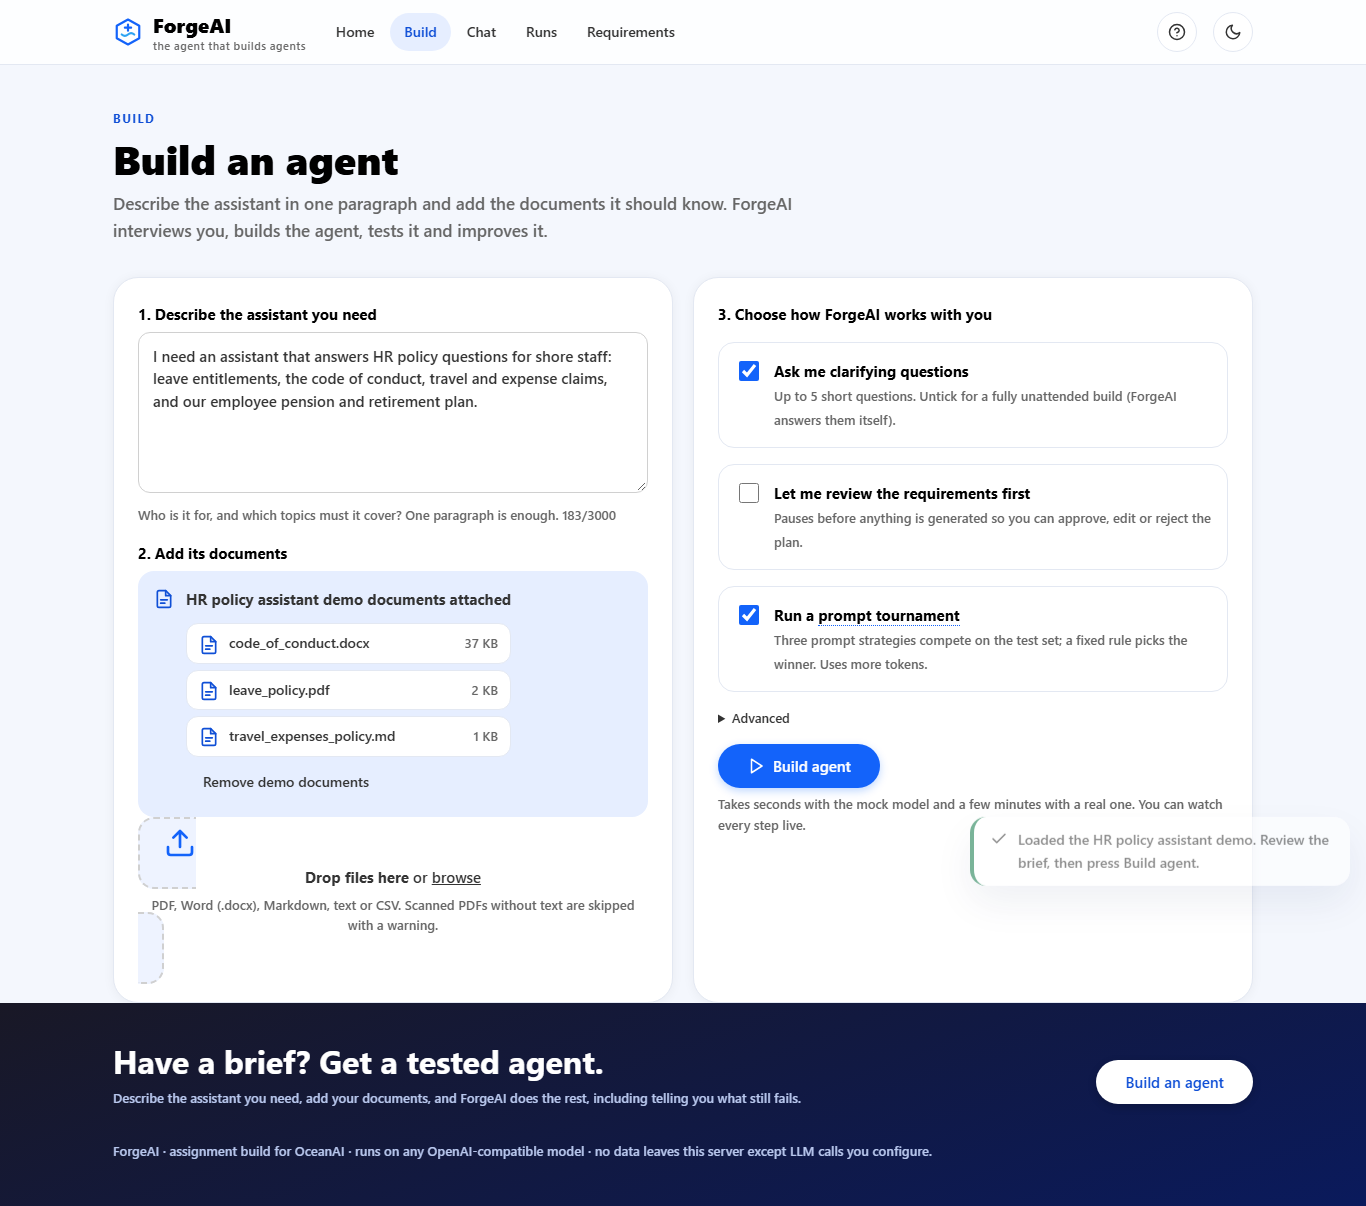 ForgeAI
the agent that builds agents
Home
Build
Chat
Runs
Requirements
BUILD
Build an agent
Describe the assistant in one paragraph and add the documents it should know. ForgeAI
interviews you, builds the agent, tests it and improves it.
1. Describe the assistant you need
I need an assistant that answers HR policy questions for shore staff:
leave entitlements, the code of conduct, travel and expense claims,
and our employee pension and retirement plan.
Who is it for, and which topics must it cover? One paragraph is enough. 183/3000
2. Add its documents
HR policy assistant demo documents attached
code_of_conduct.docx 37 KB
leave_policy.pdf 2 KB
travel_expenses_policy.md 1 KB
Remove demo documents
Drop files here or browse
PDF, Word (.docx), Markdown, text or CSV. Scanned PDFs without text are skipped
with a warning.
3. Choose how ForgeAI works with you
Ask me clarifying questions
Up to 5 short questions. Untick for a fully unattended build (ForgeAI
answers them itself).
Let me review the requirements first
Pauses before anything is generated so you can approve, edit or reject the
plan.
Run a prompt tournament
Three prompt strategies compete on the test set; a fixed rule picks the
winner. Uses more tokens.
Advanced
Build agent
Takes seconds with the mock model and a few minutes with a real one. You can watch
every step live.
Loaded the HR policy assistant demo. Review the
brief, then press Build agent.
Have a brief? Get a tested agent.
Describe the assistant you need, add your documents, and ForgeAI does the rest, including telling you what still fails.
Build an agent
ForgeAI · assignment build for OceanAI · runs on any OpenAI-compatible model · no data leaves this server except LLM calls you configure.